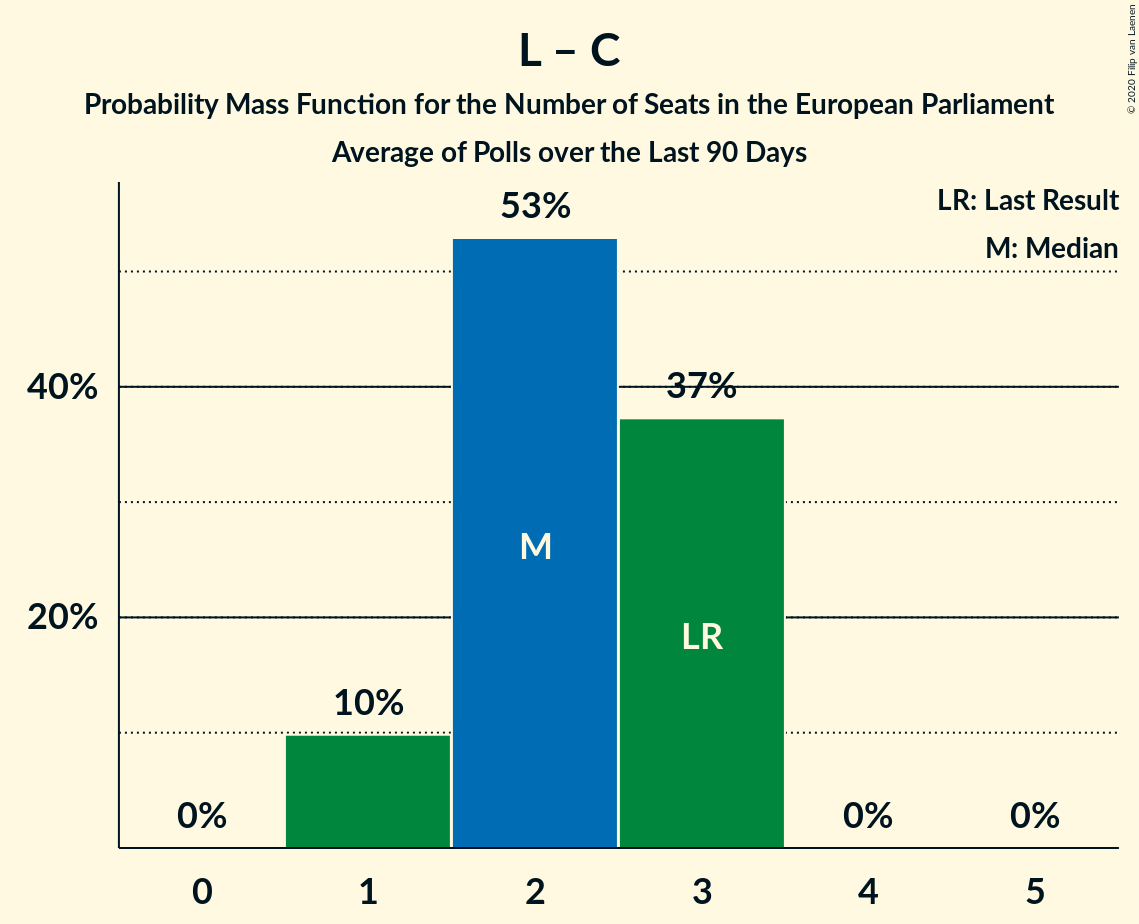 L – C
Probability Mass Function for the Number of Seats in the European Parliament
Average of Polls over the Last 90 Days
© 2020 Filip van Laenen
LR: Last Result
M: Median
53%
40%
37%
M
20%
LR
10%
0%
0%
0%
0 1 2 3 4 5